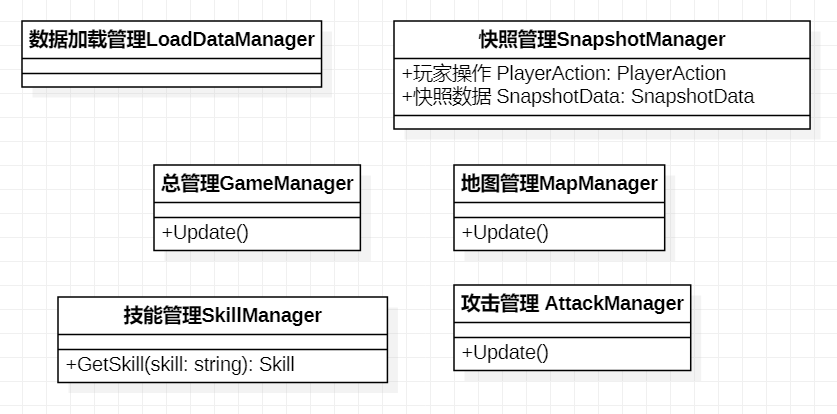 数据加载管理LoadDataManager
快照管理SnapshotManager
+玩家操作 PlayerAction: PlayerAction
+快照数据 SnapshotData: SnapshotData
总管理GameManager
+Update()
地图管理MapManager
+Update()
技能管理SkillManager
+GetSkill(skill: string): Skill
攻击管理 AttackManager
+Update()